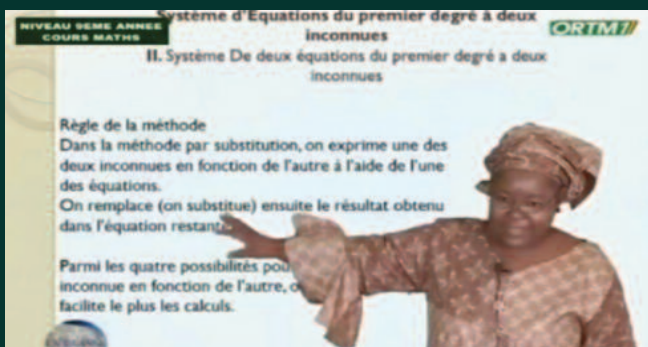 NIVEAU 9EME ANNEE
COURS MATHS
Système d'Equations du premier degré à deux
inconnues
ORTM1
II. Système De deux équations du premier degré a deux
inconnues
Règle de la méthode
Dans la méthode par substitution, on exprime une des
deux inconnues en fonction de l'autre à l'aide de l'une
des équations.
On remplace (on substitue) ensuite le résultat obtenu
dans l'équation restant
Parmi les quatre possibilités pou
inconnue en fonction de l'autre, o
facilite le plus les calculs.